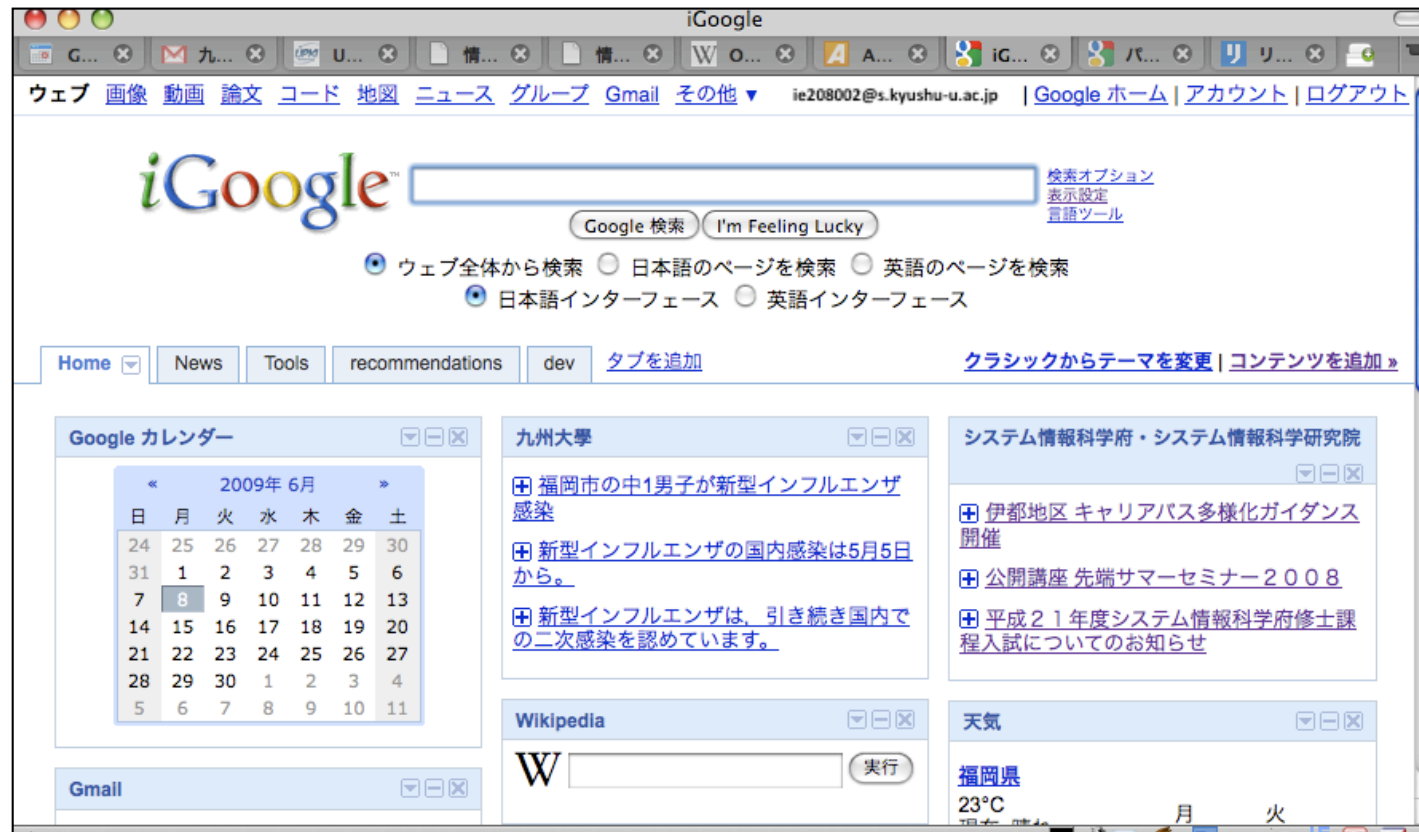 iGoogle
G... 九... U... 情... 情... W O... A... iG... パ... リ リ...
ウェブ 画像 動画 論文 コード 地図 ニュース グループ Gmail その他 ▼ ie208002@s.kyushu-u.ac.jp | Google ホーム | アカウント | ログアウト
iGoogle™
検索オプション
表示設定
言語ツール
Google 検索 I'm Feeling Lucky
ウェブ全体から検索 日本語のページを検索 英語のページを検索
日本語インターフェース 英語インターフェース
Home News Tools recommendations dev タブを追加 クラシックからテーマを変更 | コンテンツを追加 »
Google カレンダー
« 2009年 6月 »
日 月 火 水 木 金 土
24 25 26 27 28 29 30
31 1 2 3 4 5 6
7 8 9 10 11 12 13
14 15 16 17 18 19 20
21 22 23 24 25 26 27
28 29 30 1 2 3 4
5 6 7 8 9 10 11
Gmail
九州大學
福岡市の中1男子が新型インフルエンザ
感染
新型インフルエンザの国内感染は5月5日
から。
新型インフルエンザは，引き続き国内で
の二次感染を認めています。
Wikipedia
W 実行
システム情報科学府・システム情報科学研究院
伊都地区 キャリアパス多様化ガイダンス
開催
公開講座 先端サマーセミナー２００８
平成２１年度システム情報科学府修士課
程入試についてのお知らせ
天気
福岡県
23°C
月 火